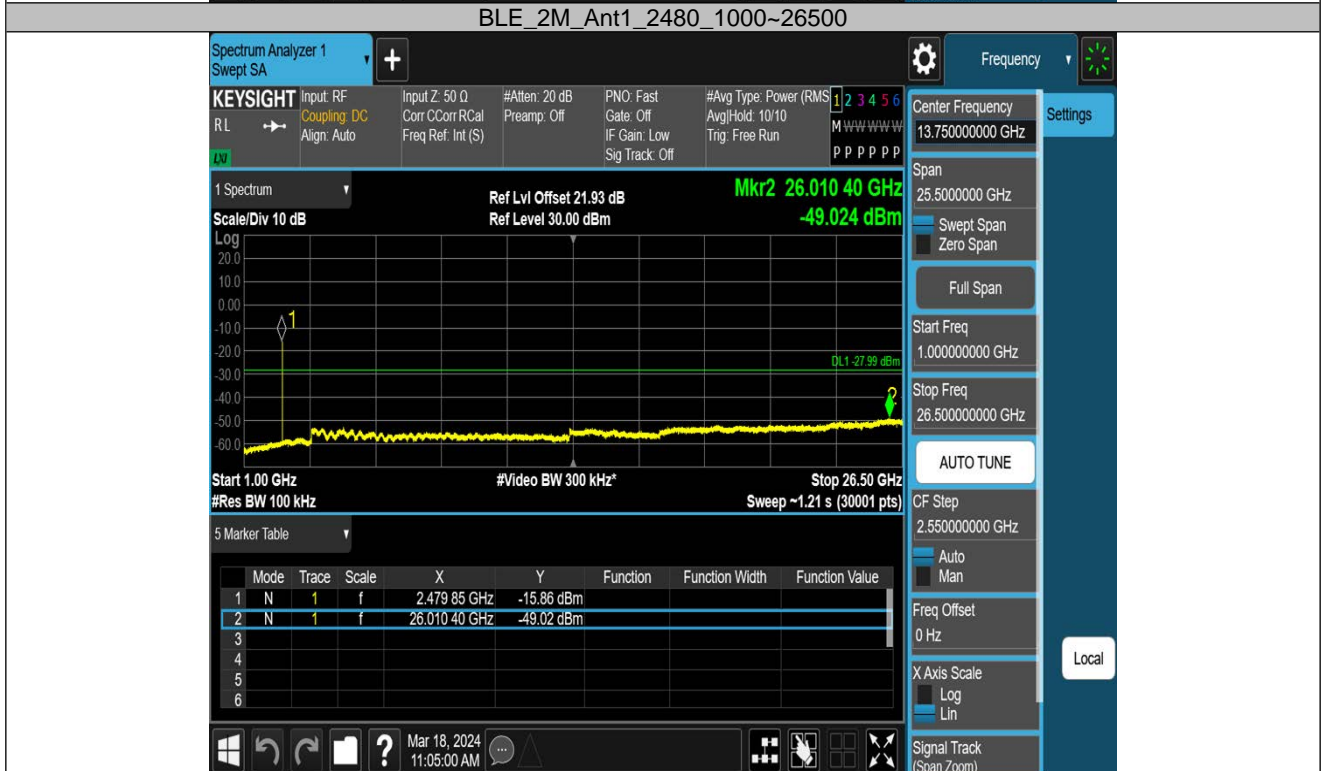 BLE_2M_Ant1_2480_1000~26500
Spectrum Analyzer 1
Swept SA
+
Frequency
KEYSIGHT
RL
LXI
Input: RF
Coupling: DC
Align: Auto
Input Z: 50 Ω
Corr CCorr RCal
Freq Ref: Int (S)
#Atten: 20 dB
Preamp: Off
PNO: Fast
Gate: Off
IF Gain: Low
Sig Track: Off
#Avg Type: Power (RMS
Avg|Hold: 10/10
Trig: Free Run
1 2 3 4 5 6
M W W W W W
P P P P P P
1 Spectrum
Scale/Div 10 dB
Ref Lvl Offset 21.93 dB
Ref Level 30.00 dBm
Mkr2 26.010 40 GHz
-49.024 dBm
Log
20.0
10.0
0.00
-10.0
-20.0
-30.0
-40.0
-50.0
-60.0
1
DL1 -27.99 dBm
2
Start 1.00 GHz
#Res BW 100 kHz
#Video BW 300 kHz*
Stop 26.50 GHz
Sweep ~1.21 s (30001 pts)
5 Marker Table
Mode Trace Scale X Y Function Function Width Function Value
1 N 1 f 2.479 85 GHz -15.86 dBm
2 N 1 f 26.010 40 GHz -49.02 dBm
3
4
5
6
?
Mar 18, 2024
11:05:00 AM
Center Frequency
13.750000000 GHz
Settings
Span
25.5000000 GHz
Swept Span
Zero Span
Full Span
Start Freq
1.000000000 GHz
Stop Freq
26.500000000 GHz
AUTO TUNE
CF Step
2.550000000 GHz
Auto
Man
Freq Offset
0 Hz
Local
X Axis Scale
Log
Lin
Signal Track
(Span Zoom)